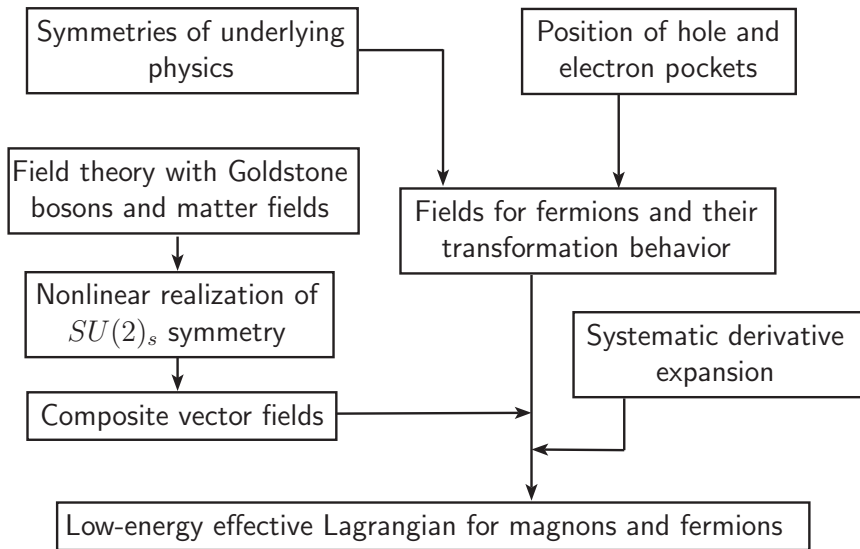 Symmetries of underlying
physics
Position of hole and
electron pockets
Field theory with Goldstone
bosons and matter fields
Fields for fermions and their
transformation behavior
Nonlinear realization of
$SU(2)_s$ symmetry
Systematic derivative
expansion
Composite vector fields
Low-energy effective Lagrangian for magnons and fermions